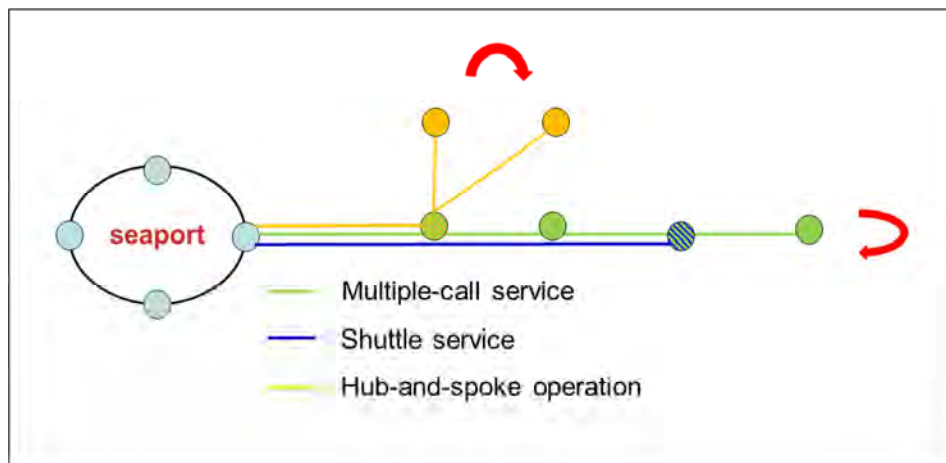 seaport
Multiple-call service
Shuttle service
Hub-and-spoke operation